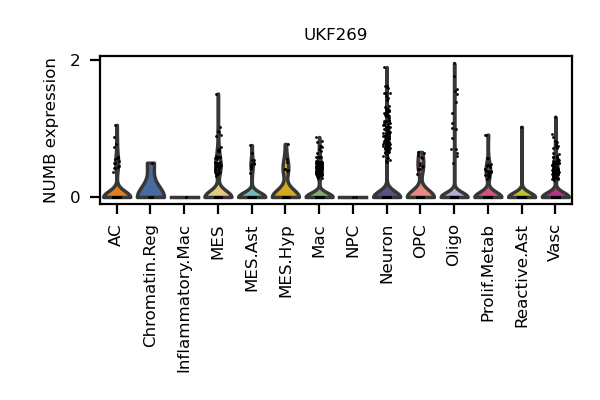 UKF269
NUMB expression
2
0
AC
Chromatin.Reg
Inflammatory.Mac
MES
MES.Ast
MES.Hyp
Mac
NPC
Neuron
OPC
Oligo
Prolif.Metab
Reactive.Ast
Vasc